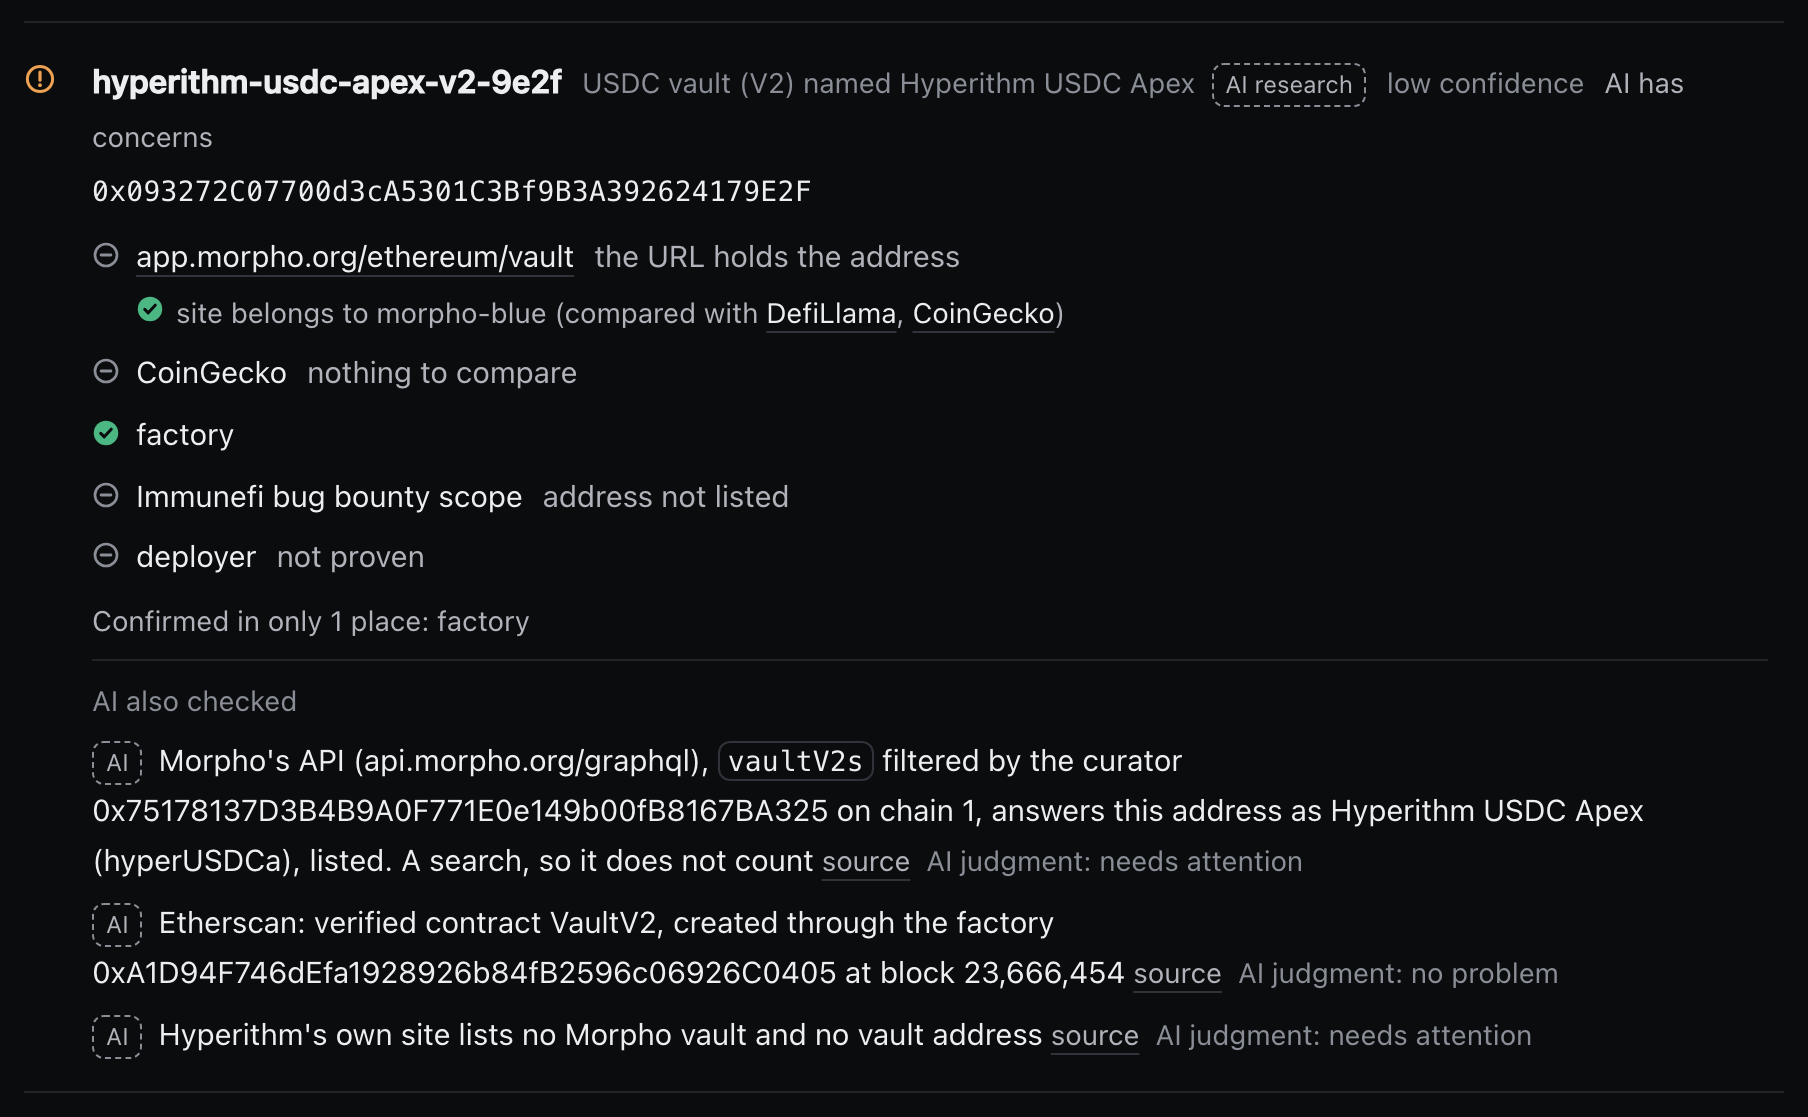 hyperithm-usdc-apex-v2-9e2f USDC vault (V2) named Hyperithm USDC Apex AI research low confidence AI has
concerns
0x093272C07700d3cA5301C3Bf9B3A392624179E2F
app.morpho.org/ethereum/vault the URL holds the address
site belongs to morpho-blue (compared with DefiLlama, CoinGecko)
CoinGecko nothing to compare
factory
Immunefi bug bounty scope address not listed
deployer not proven
Confirmed in only 1 place: factory
AI also checked
AI Morpho's API (api.morpho.org/graphql), vaultV2s filtered by the curator
0x75178137D3B4B9A0F771E0e149b00fB8167BA325 on chain 1, answers this address as Hyperithm USDC Apex
(hyperUSDCa), listed. A search, so it does not count source AI judgment: needs attention
AI Etherscan: verified contract VaultV2, created through the factory
0xA1D94F746dEfa1928926b84fB2596c06926C0405 at block 23,666,454 source AI judgment: no problem
AI Hyperithm's own site lists no Morpho vault and no vault address source AI judgment: needs attention